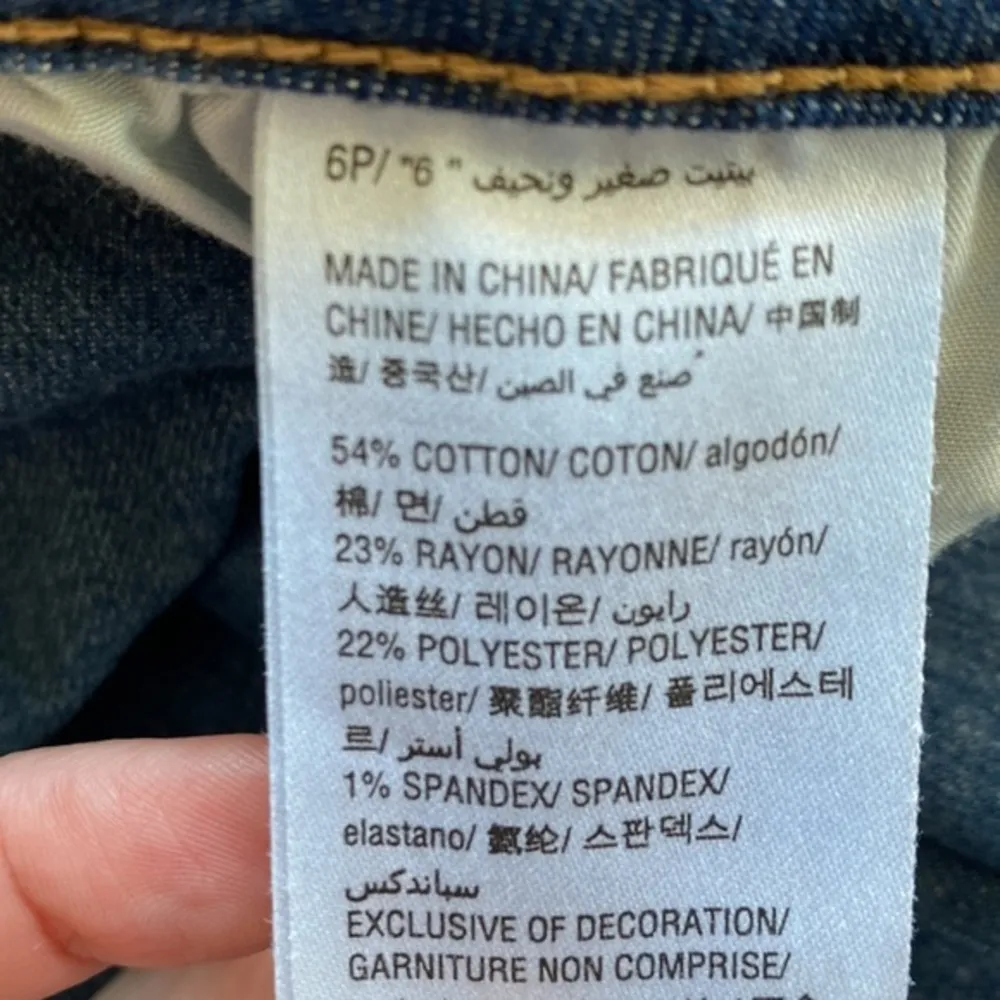 6P/ "6 " بيتيت صغير ونحيف
MADE IN CHINA/ FABRIQUÉ EN
CHINE/ HECHO EN CHINA/ 中国制
造/ 중국산/ صُنع في الصين
54% COTTON/ COTON/ algodón/
棉/ 면/ قطن
23% RAYON/ RAYONNE/ rayón/
人造丝/ 레이온/ رايون
22% POLYESTER/ POLYESTER/
poliester/ 聚酯纤维/ 폴리에스테
르/ بولي أستر
1% SPANDEX/ SPANDEX/
elastano/ 氨纶/ 스판덱스/
سباندكس
EXCLUSIVE OF DECORATION/
GARNITURE NON COMPRISE/